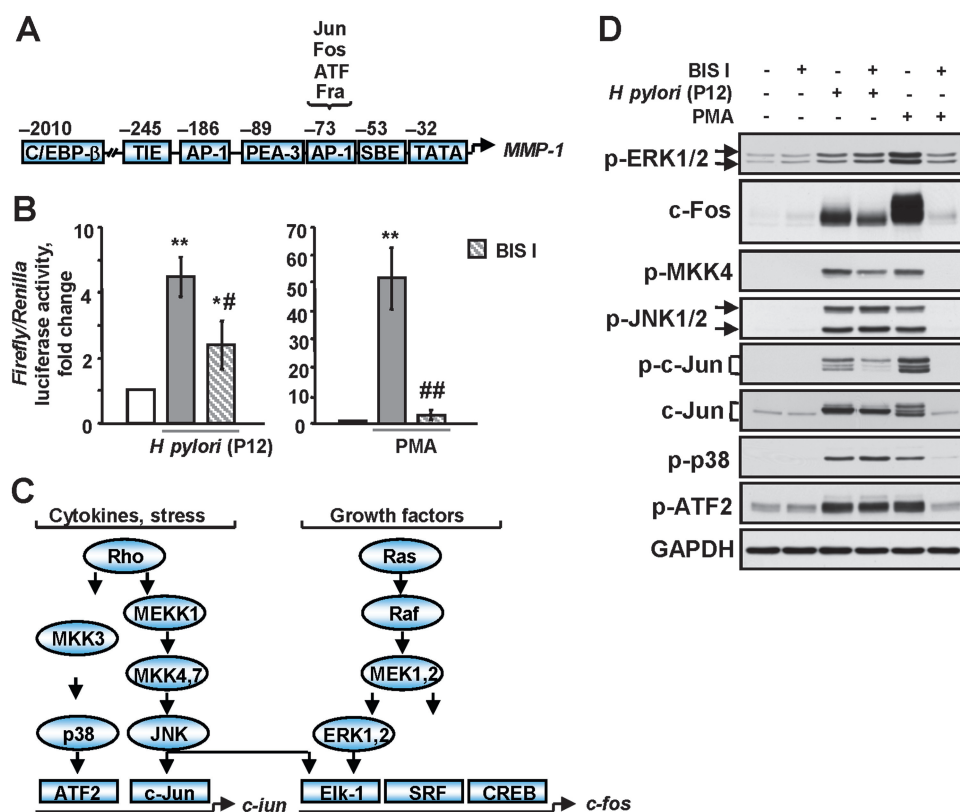 A
Jun
Fos
ATF
Fra
–2010 –245 –186 –89 –73 –53 –32
C/EBP-β TIE AP-1 PEA-3 AP-1 SBE TATA MMP-1
B
Firefly/Renilla
luciferase activity,
fold change
10
8
4
2
0
**
*#
H pylori (P12)
70
60
50
40
30
20
10
0
**
##
PMA
BIS I
C
Cytokines, stress
Growth factors
Rho
Ras
MEKK1
Raf
MKK3
MKK4,7
MEK1,2
p38
JNK
ERK1,2
ATF2 c-Jun c-jun
Elk-1 SRF CREB c-fos
D
BIS I - + - + - +
H pylori (P12) - - + + - -
PMA - - - - + +
p-ERK1/2
c-Fos
p-MKK4
p-JNK1/2
p-c-Jun
c-Jun
p-p38
p-ATF2
GAPDH